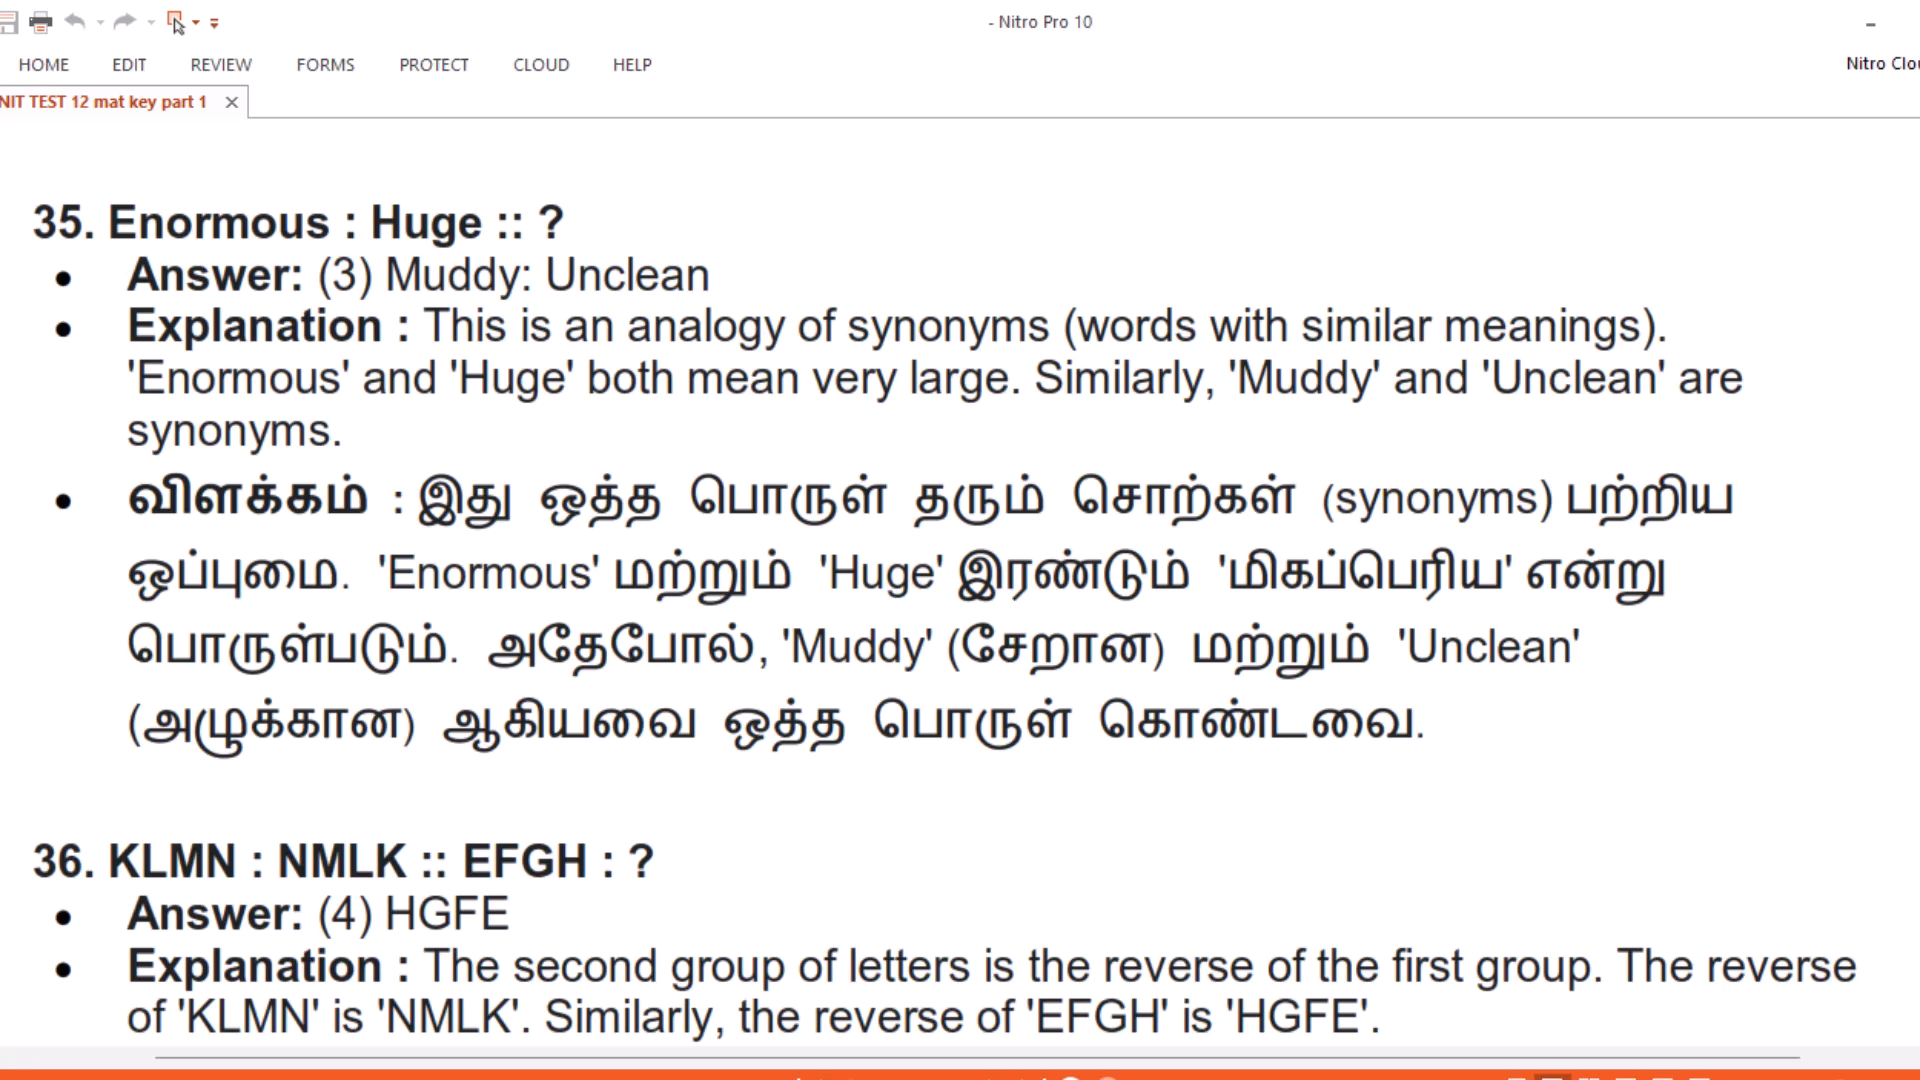 - Nitro Pro 10
HOME EDIT REVIEW FORMS PROTECT CLOUD HELP
NIT TEST 12 mat key part 1
35. Enormous : Huge :: ?
• Answer: (3) Muddy: Unclean
• Explanation : This is an analogy of synonyms (words with similar meanings).
'Enormous' and 'Huge' both mean very large. Similarly, 'Muddy' and 'Unclean' are
synonyms.
• விளக்கம் : இது ஒத்த பொருள் தரும் சொற்கள் (synonyms) பற்றிய
ஒப்புமை. 'Enormous' மற்றும் 'Huge' இரண்டும் 'மிகப்பெரிய' என்று
பொருள்படும். அதேபோல், 'Muddy' (சேறான) மற்றும் 'Unclean'
(அழுக்கான) ஆகியவை ஒத்த பொருள் கொண்டவை.
36. KLMN : NMLK :: EFGH : ?
• Answer: (4) HGFE
• Explanation : The second group of letters is the reverse of the first group. The reverse
of 'KLMN' is 'NMLK'. Similarly, the reverse of 'EFGH' is 'HGFE'.